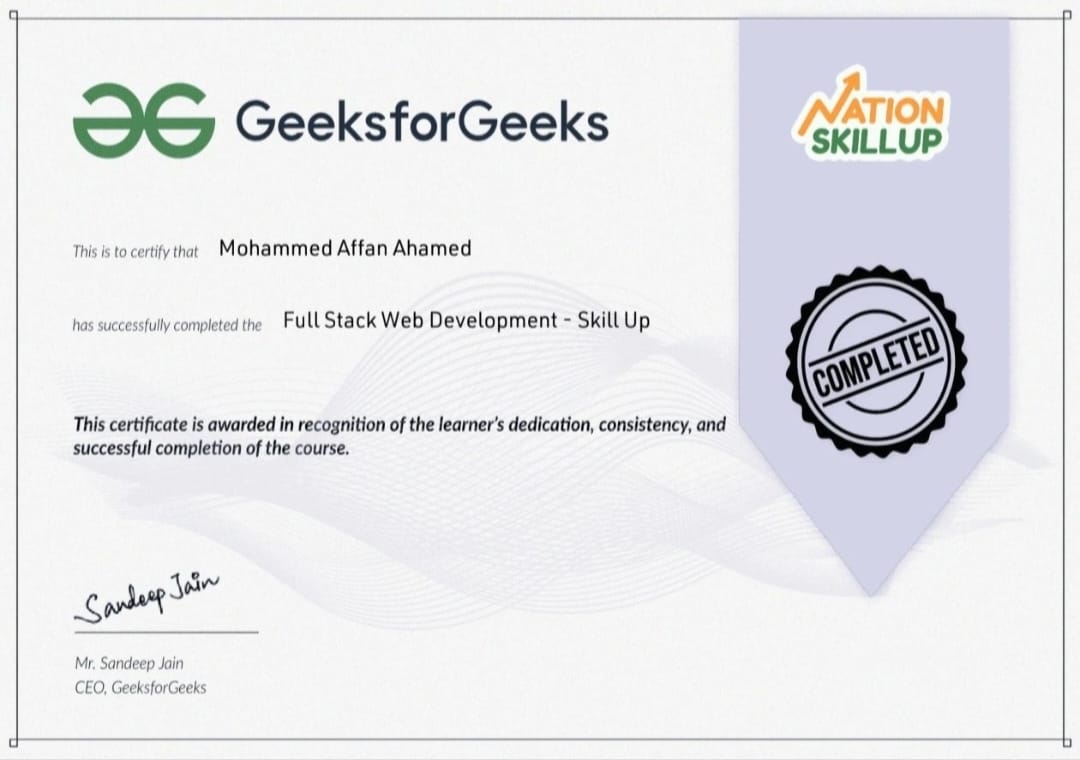 GeeksforGeeks
NATION
SKILLUP
This is to certify that Mohammed Affan Ahamed
has successfully completed the Full Stack Web Development - Skill Up
COMPLETED
This certificate is awarded in recognition of the learner's dedication, consistency, and
successful completion of the course.
Sandeep Jain
Mr. Sandeep Jain
CEO, GeeksforGeeks